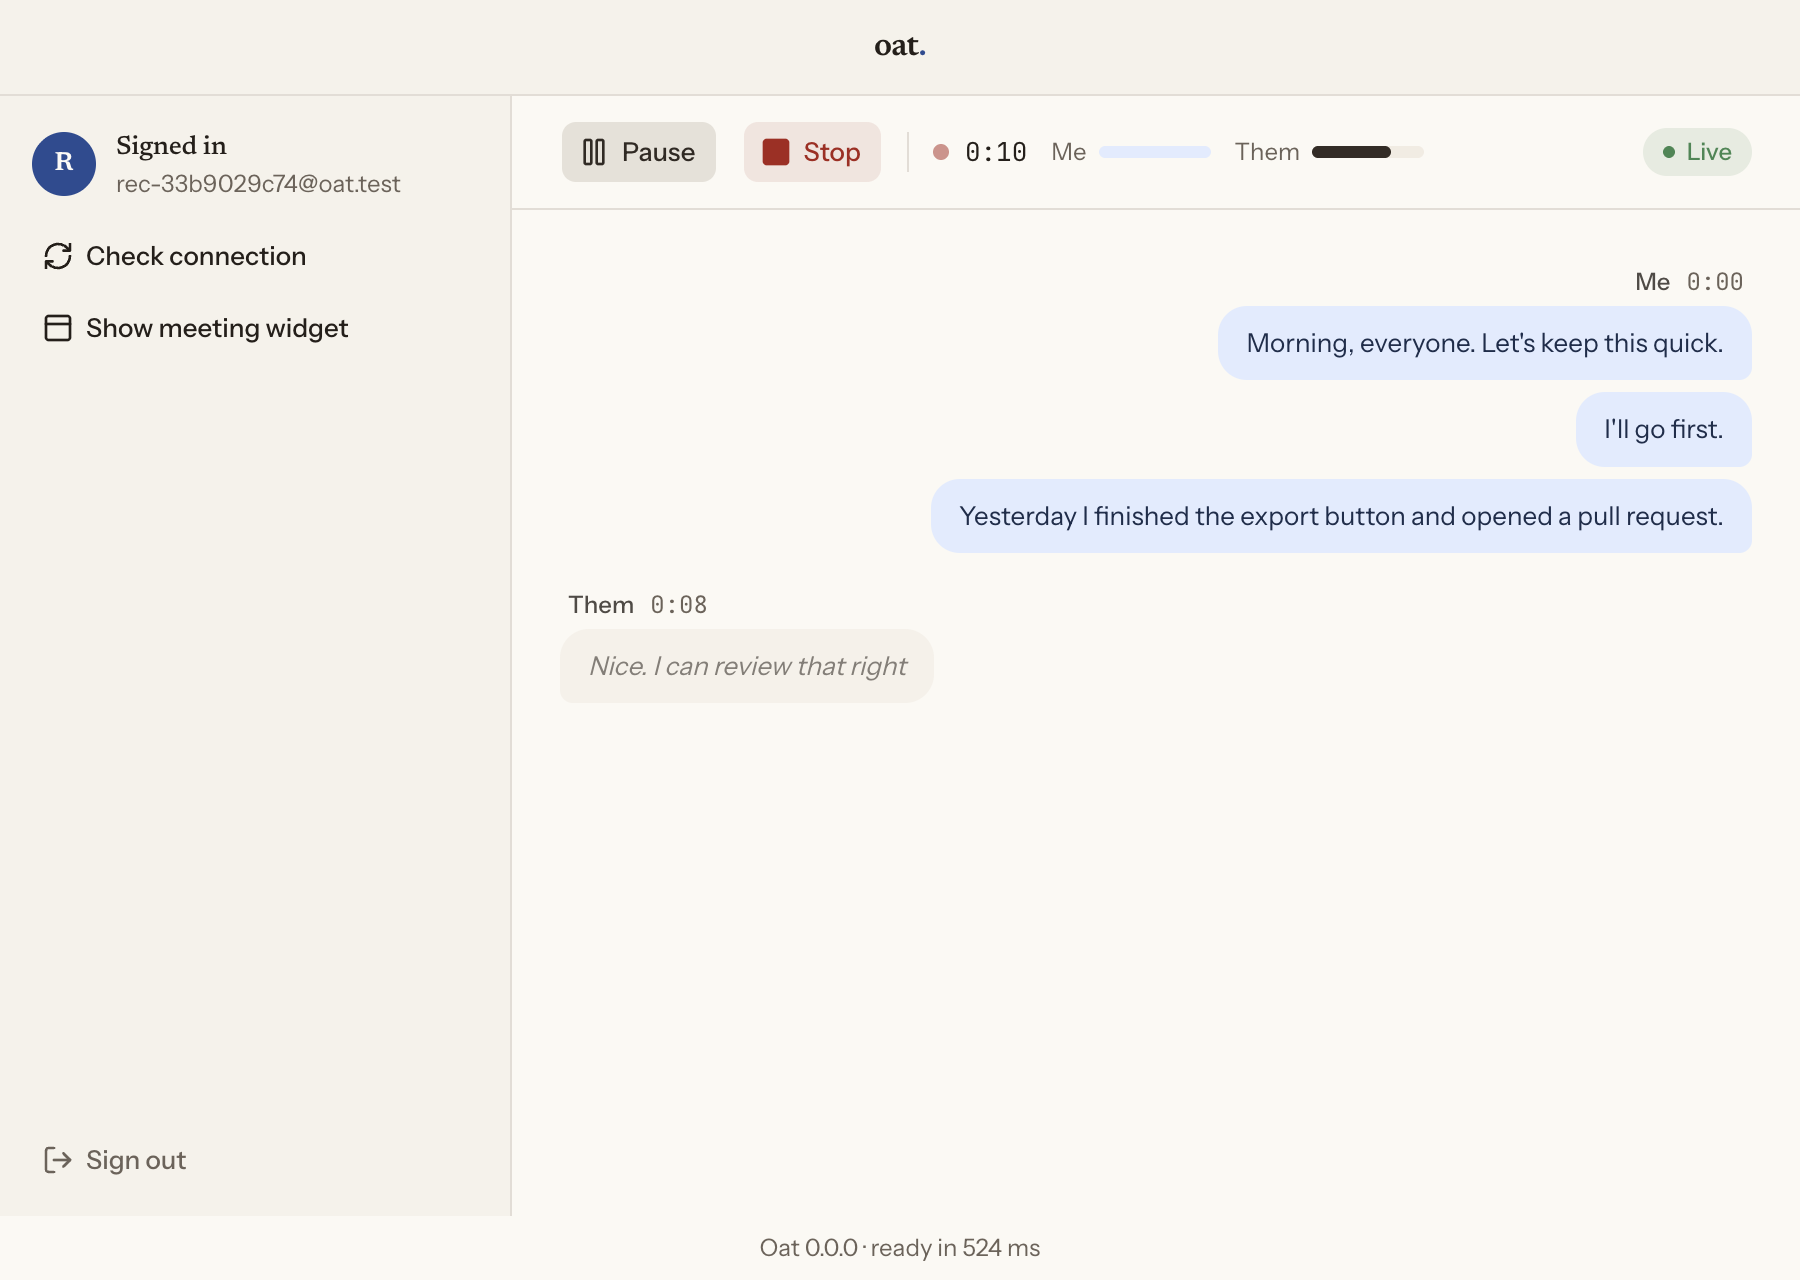 oat.
R
Signed in
rec-33b9029c74@oat.test
Check connection
Show meeting widget
Sign out
Pause
Stop
0:10
Me
Them
Live
Me 0:00
Morning, everyone. Let's keep this quick.
I'll go first.
Yesterday I finished the export button and opened a pull request.
Them 0:08
Nice. I can review that right
Oat 0.0.0 · ready in 524 ms